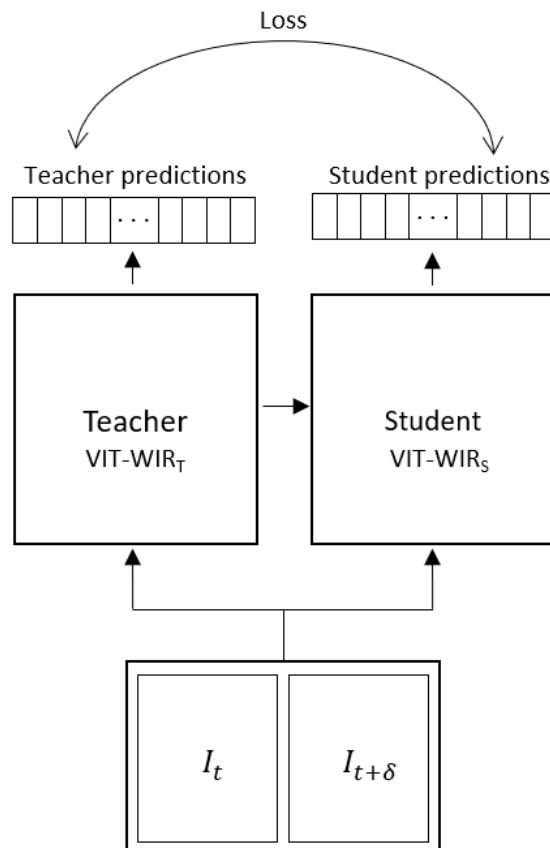 Loss
Teacher predictions
Student predictions
...
...
Teacher
VIT-WIR_T
Student
VIT-WIR_S
I_t
I_{t+δ}